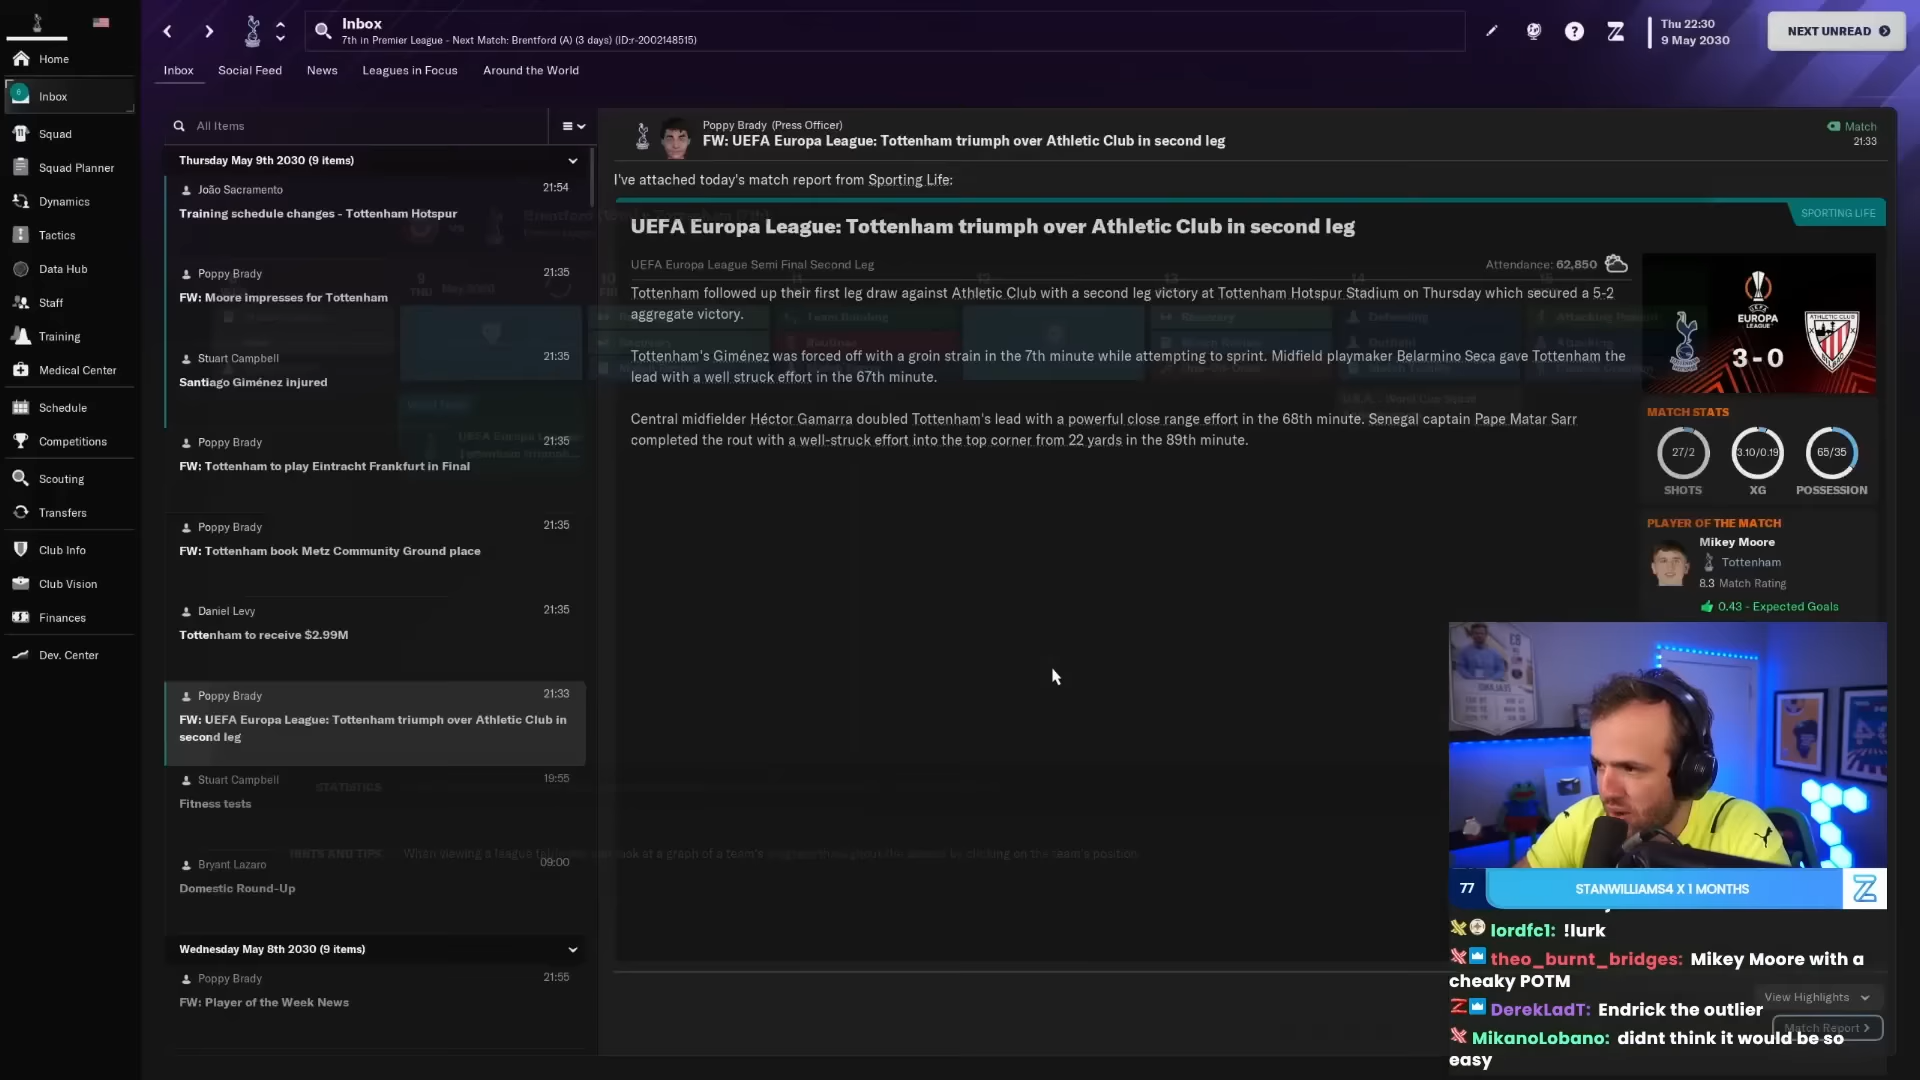 Inbox
7th in Premier League - Next Match: Brentford (A) (3 days) (ID:r-2002148515)
Thu 22:30
9 May 2030
NEXT UNREAD
Home
Inbox
Squad
Squad Planner
Dynamics
Tactics
Data Hub
Staff
Training
Medical Center
Schedule
Competitions
Scouting
Transfers
Club Info
Club Vision
Finances
Dev. Center
Inbox
Social Feed
News
Leagues in Focus
Around the World
All Items
Thursday May 9th 2030 (9 items)
João Sacramento
21:54
Training schedule changes - Tottenham Hotspur
Poppy Brady
21:35
FW: Moore impresses for Tottenham
Stuart Campbell
21:35
Santiago Giménez injured
Poppy Brady
21:35
FW: Tottenham to play Eintracht Frankfurt in Final
Poppy Brady
21:35
FW: Tottenham book Metz Community Ground place
Daniel Levy
21:35
Tottenham to receive $2.99M
Poppy Brady
21:33
FW: UEFA Europa League: Tottenham triumph over Athletic Club in
second leg
Stuart Campbell
19:55
Fitness tests
Bryant Lazaro
09:00
Domestic Round-Up
Wednesday May 8th 2030 (9 items)
Poppy Brady
21:55
FW: Player of the Week News
Poppy Brady (Press Officer)
FW: UEFA Europa League: Tottenham triumph over Athletic Club in second leg
Match
21:33
I've attached today's match report from Sporting Life:
SPORTING LIFE
UEFA Europa League: Tottenham triumph over Athletic Club in second leg
UEFA Europa League Semi Final Second Leg
Attendance: 62,850
Tottenham followed up their first leg draw against Athletic Club with a second leg victory at Tottenham Hotspur Stadium on Thursday which secured a 5-2
aggregate victory.
Tottenham's Giménez was forced off with a groin strain in the 7th minute while attempting to sprint. Midfield playmaker Belarmino Seca gave Tottenham the
lead with a well struck effort in the 67th minute.
Central midfielder Héctor Gamarra doubled Tottenham's lead with a powerful close range effort in the 68th minute. Senegal captain Pape Matar Sarr
completed the rout with a well-struck effort into the top corner from 22 yards in the 89th minute.
EUROPA
LEAGUE
ATHLETIC CLUB
3 - 0
MATCH STATS
27/2
3.10/0.19
65/35
SHOTS
XG
POSSESSION
PLAYER OF THE MATCH
Mikey Moore
Tottenham
8.3 Match Rating
0.43 - Expected Goals
STATISTICS
HINTS AND TIPS
77
STANWILLIAMS4 X 1 MONTHS
lordfc1: !lurk
theo_burnt_bridges: Mikey Moore with a
cheaky POTM
DerekLadT: Endrick the outlier
MikanoLobano: didnt think it would be so
easy
View Highlights
Match Report